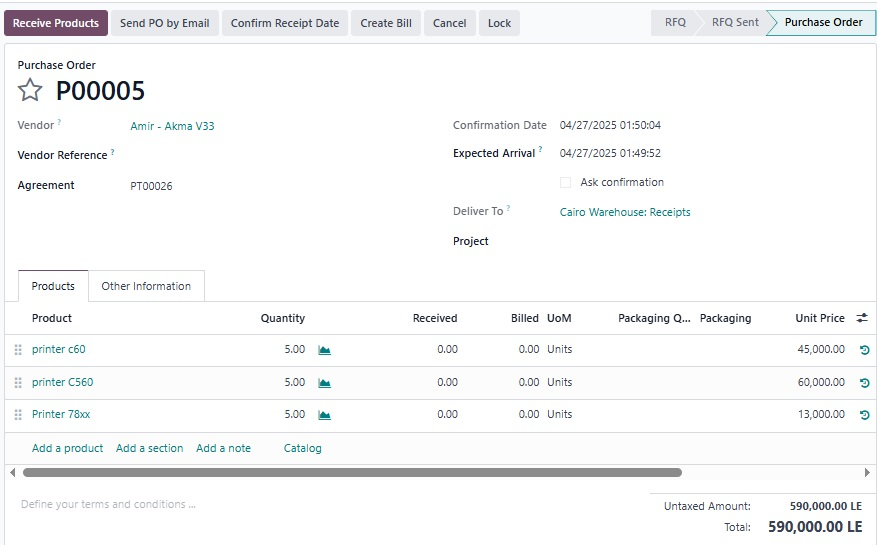 Receive Products Send PO by Email Confirm Receipt Date Create Bill Cancel Lock RFQ RFQ Sent Purchase Order
Purchase Order
P00005
Vendor ? Amir - Akma V33
Vendor Reference ?
Agreement PT00026
Confirmation Date 04/27/2025 01:50:04
Expected Arrival ? 04/27/2025 01:49:52
Ask confirmation
Deliver To ? Cairo Warehouse: Receipts
Project
Products Other Information
Product Quantity Received Billed UoM Packaging Q... Packaging Unit Price
printer c60 5.00 0.00 0.00 Units 45,000.00
printer C560 5.00 0.00 0.00 Units 60,000.00
Printer 78xx 5.00 0.00 0.00 Units 13,000.00
Add a product Add a section Add a note Catalog
Define your terms and conditions ...
Untaxed Amount: 590,000.00 LE
Total: 590,000.00 LE